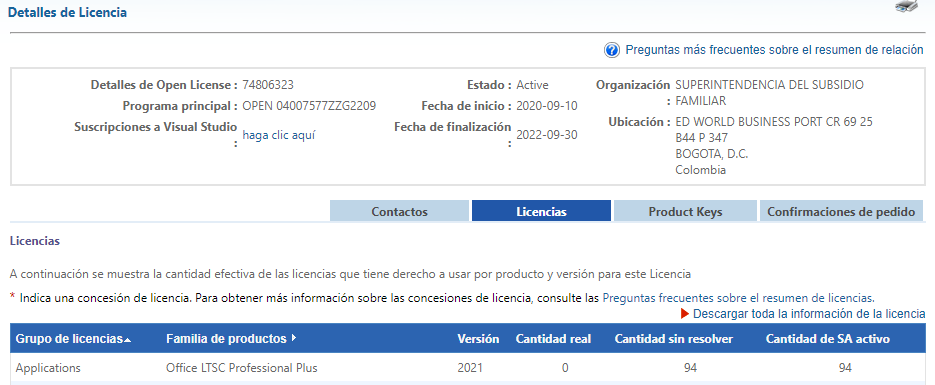 Detalles de Licencia
Preguntas más frecuentes sobre el resumen de relación
Detalles de Open License : 74806323
Programa principal : OPEN 04007577ZZG2209
Suscripciones a Visual Studio : haga clic aquí
Estado : Active
Fecha de inicio : 2020-09-10
Fecha de finalización : 2022-09-30
Organización : SUPERINTENDENCIA DEL SUBSIDIO
FAMILIAR
Ubicación : ED WORLD BUSINESS PORT CR 69 25
B44 P 347
BOGOTA, D.C.
Colombia
Contactos
Licencias
Product Keys
Confirmaciones de pedido
Licencias
A continuación se muestra la cantidad efectiva de las licencias que tiene derecho a usar por producto y versión para este Licencia
* Indica una concesión de licencia. Para obtener más información sobre las concesiones de licencia, consulte las Preguntas frecuentes sobre el resumen de licencias.
Descargar toda la información de la licencia
Grupo de licencias Familia de productos Versión Cantidad real Cantidad sin resolver Cantidad de SA activo
Applications Office LTSC Professional Plus 2021 0 94 94